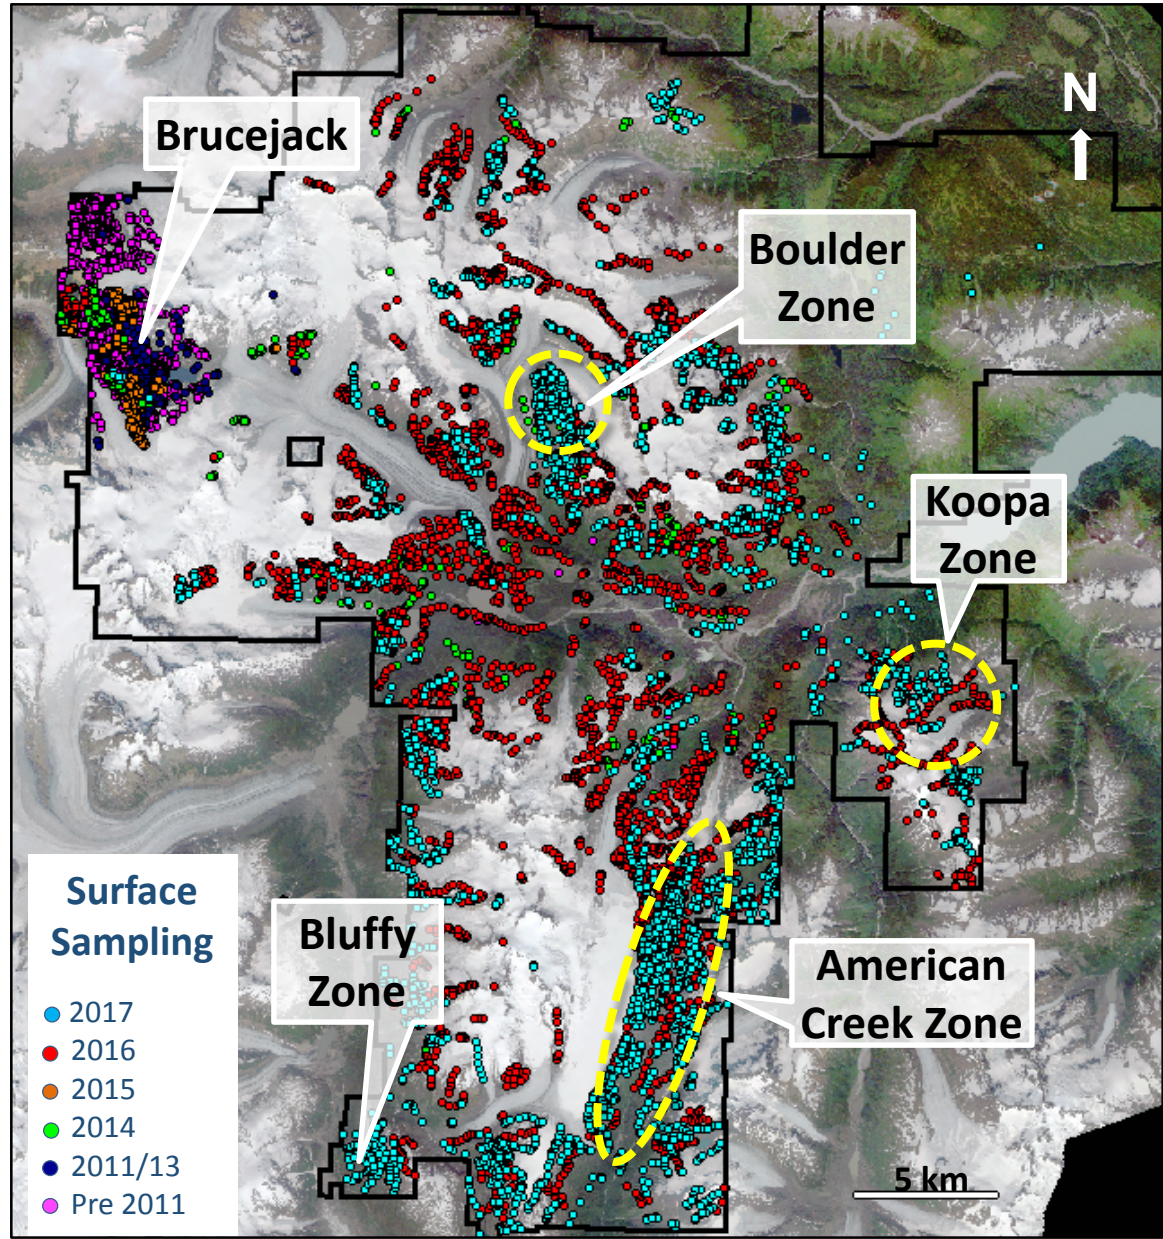 N
Brucejack
Boulder
Zone
Koopa
Zone
Surface
Sampling
2017
2016
2015
2014
2011/13
Pre 2011
Bluffy
Zone
American
Creek Zone
5 km